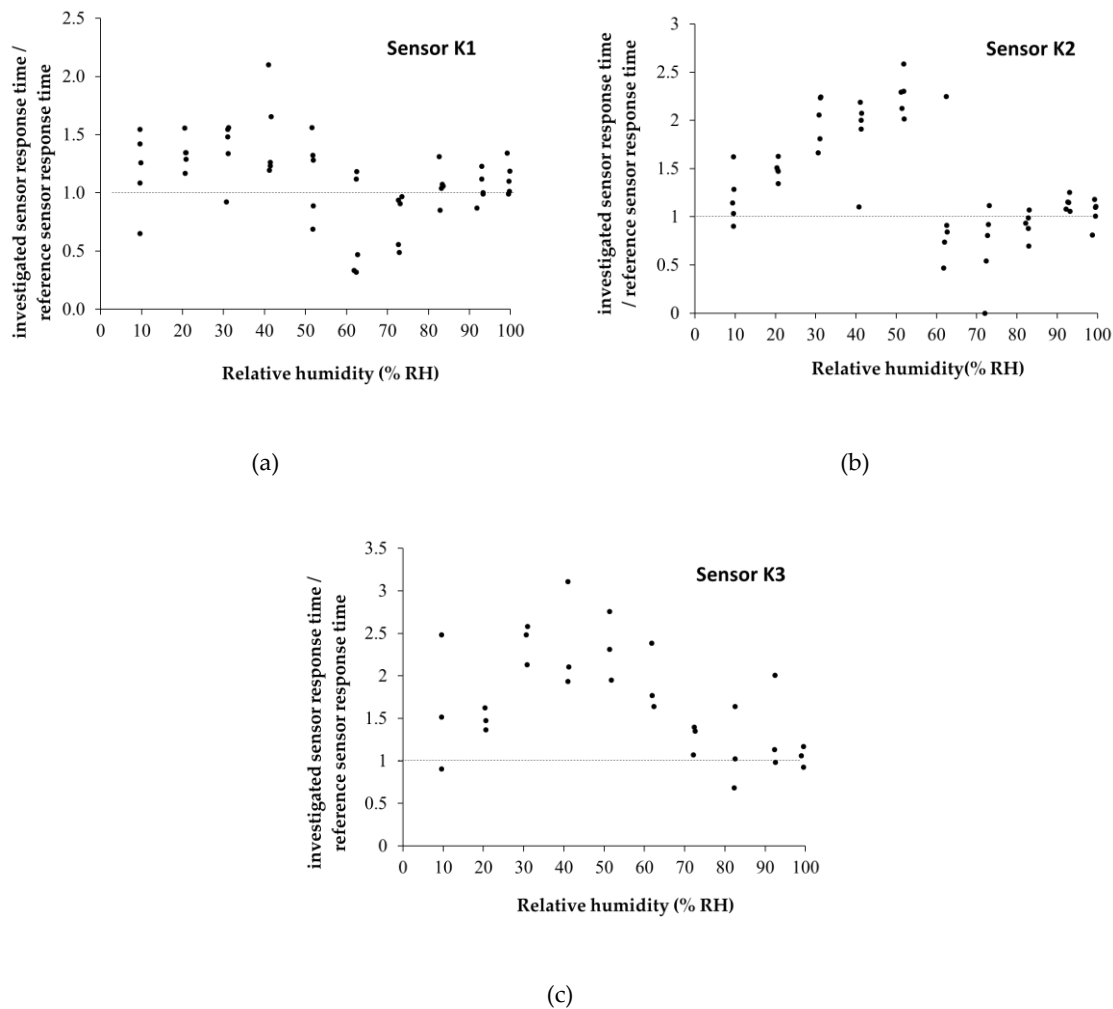 Sensor K1
investigated sensor response time /
reference sensor response time
2.5
2.0
1.5
1.0
0.5
0.0
0 10 20 30 40 50 60 70 80 90 100
Relative humidity (% RH)
(a)
Sensor K2
investigated sensor response time
/ reference sensor response time
3
2.5
2
1.5
1
0.5
0
0 10 20 30 40 50 60 70 80 90 100
Relative humidity(% RH)
(b)
Sensor K3
investigated sensor response time /
reference sensor response time
3.5
3
2.5
2
1.5
1
0.5
0
0 10 20 30 40 50 60 70 80 90 100
Relative humidity (% RH)
(c)